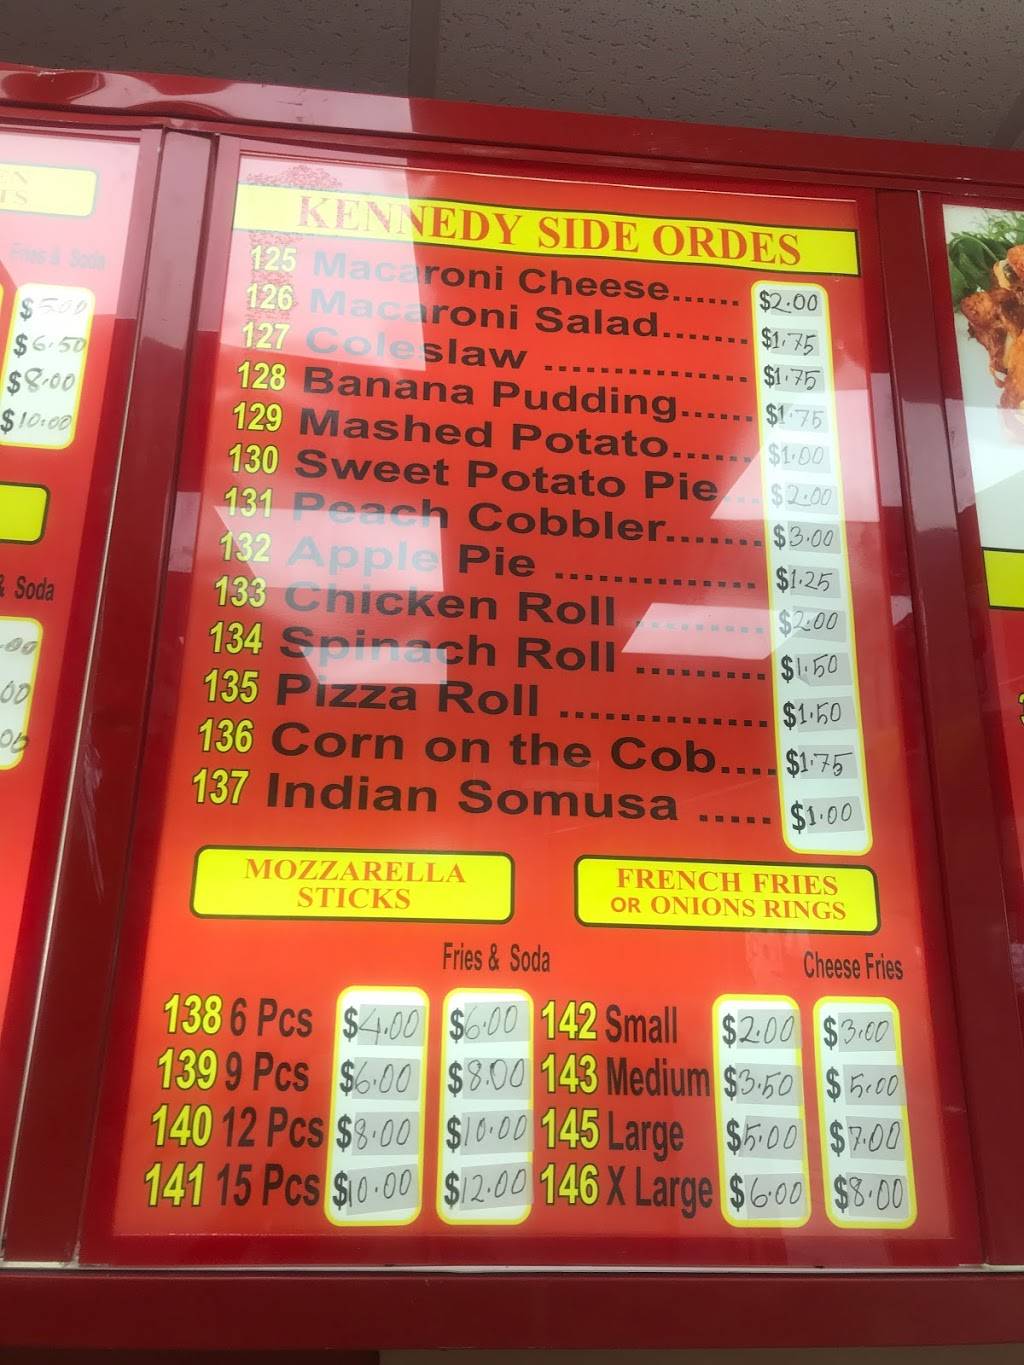 KENNEDY SIDE ORDES
125 Macaroni Cheese...... $2.00
126 Macaroni Salad....... $1.75
127 Coleslaw ............... $1.75
128 Banana Pudding...... $1.75
129 Mashed Potato...... $1.00
130 Sweet Potato Pie... $2.00
131 Peach Cobbler....... $3.00
132 Apple Pie .............. $1.25
133 Chicken Roll ......... $2.00
134 Spinach Roll ......... $1.50
135 Pizza Roll .............. $1.50
136 Corn on the Cob.... $1.75
137 Indian Somusa ..... $1.00
MOZZARELLA
STICKS
Fries & Soda
138 6 Pcs $4.00 $6.00
139 9 Pcs $6.00 $8.00
140 12 Pcs $8.00 $10.00
141 15 Pcs $10.00 $12.00
FRENCH FRIES
OR ONIONS RINGS
Cheese Fries
142 Small $2.00 $3.00
143 Medium $3.50 $5.00
145 Large $5.00 $7.00
146 X Large $6.00 $8.00
Fries & Soda
$5.00
$6.50
$8.00
$10.00
& Soda